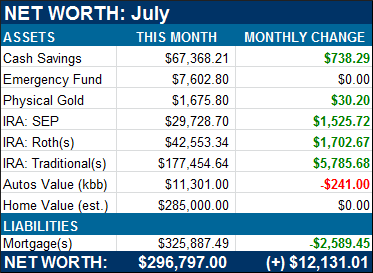 NET WORTH: July
ASSETS THIS MONTH MONTHLY CHANGE
Cash Savings $67,368.21 $738.29
Emergency Fund $7,602.80 $0.00
Physical Gold $1,675.80 $30.20
IRA: SEP $29,728.70 $1,525.72
IRA: Roth(s) $42,553.34 $1,702.67
IRA: Traditional(s) $177,454.64 $5,785.68
Autos Value (kbb) $11,301.00 -$241.00
Home Value (est.) $285,000.00 $0.00
LIABILITIES
Mortgage(s) $325,887.49 -$2,589.45
NET WORTH: $296,797.00 (+) $12,131.01